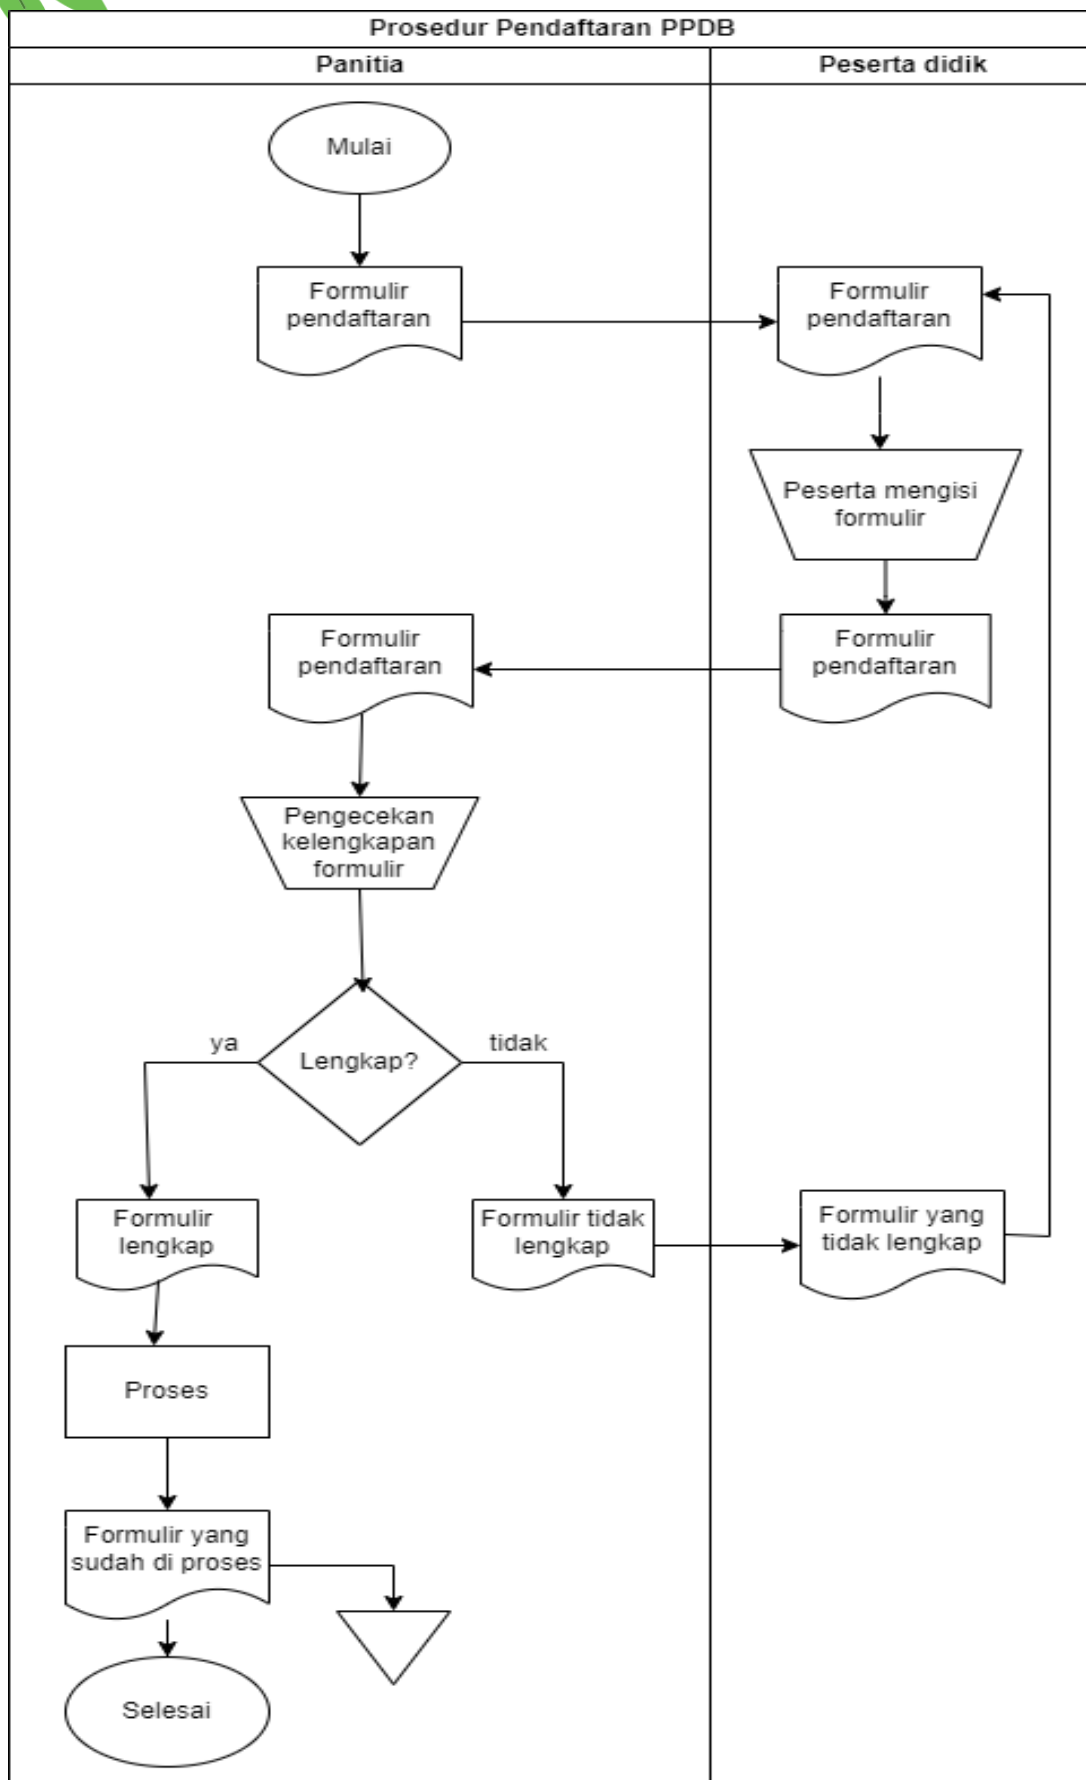 Prosedur Pendaftaran PPDB
Panitia
Peserta didik
Mulai
Formulir
pendaftaran
Formulir
pendaftaran
Peserta mengisi
formulir
Formulir
pendaftaran
Formulir
pendaftaran
Pengecekan
kelengkapan
formulir
Lengkap?
ya
tidak
Formulir
lengkap
Formulir tidak
lengkap
Formulir yang
tidak lengkap
Proses
Formulir yang
sudah di proses
Selesai